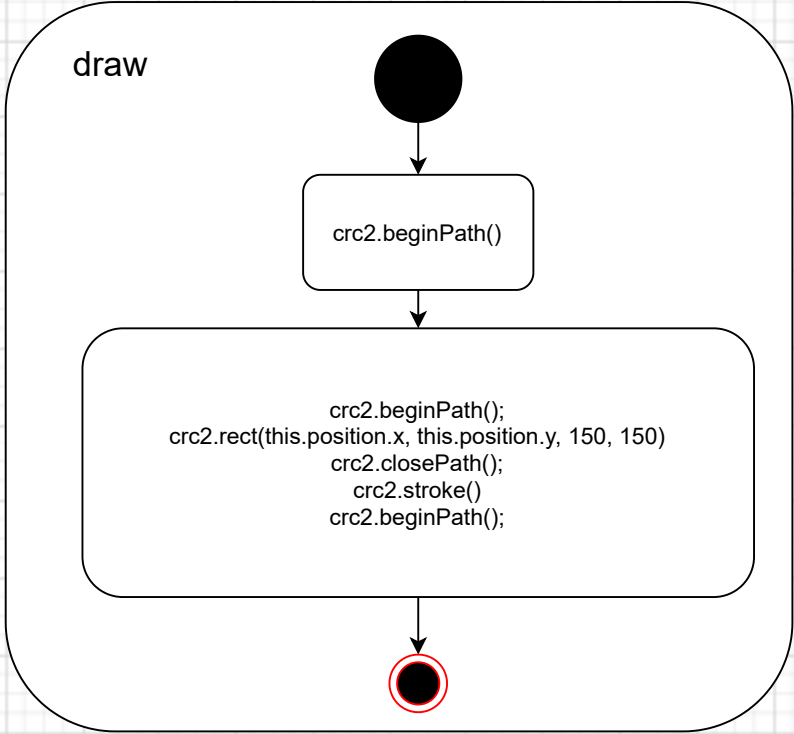 draw
crc2.beginPath()
crc2.beginPath();
crc2.rect(this.position.x, this.position.y, 150, 150)
crc2.closePath();
crc2.stroke()
crc2.beginPath();